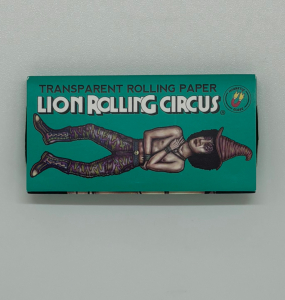 TRANSPARENT ROLLING PAPER
LION ROLLING CIRCUS